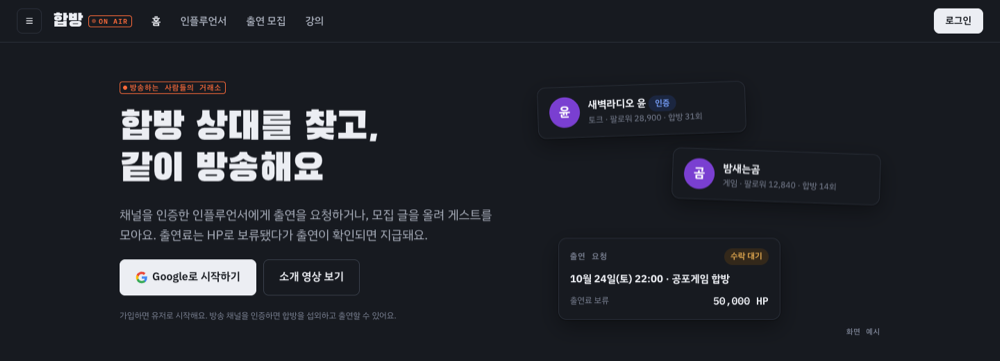 합방 ON AIR 홈 인플루언서 출연 모집 강의 로그인
방송하는 사람들의 거래소
합방 상대를 찾고,
같이 방송해요
채널을 인증한 인플루언서에게 출연을 요청하거나, 모집 글을 올려 게스트를
모아요. 출연료는 HP로 보류됐다가 출연이 확인되면 지급돼요.
Google로 시작하기 소개 영상 보기
가입하면 유저로 시작해요. 방송 채널을 인증하면 합방을 섭외하고 출연할 수 있어요.
윤 새벽라디오 윤 인증
토크 · 팔로워 28,900 · 합방 31회
곰 밤새는곰
게임 · 팔로워 12,840 · 합방 14회
출연 요청 수락 대기
10월 24일(토) 22:00 · 공포게임 합방
출연료 보류 50,000 HP
화면 예시